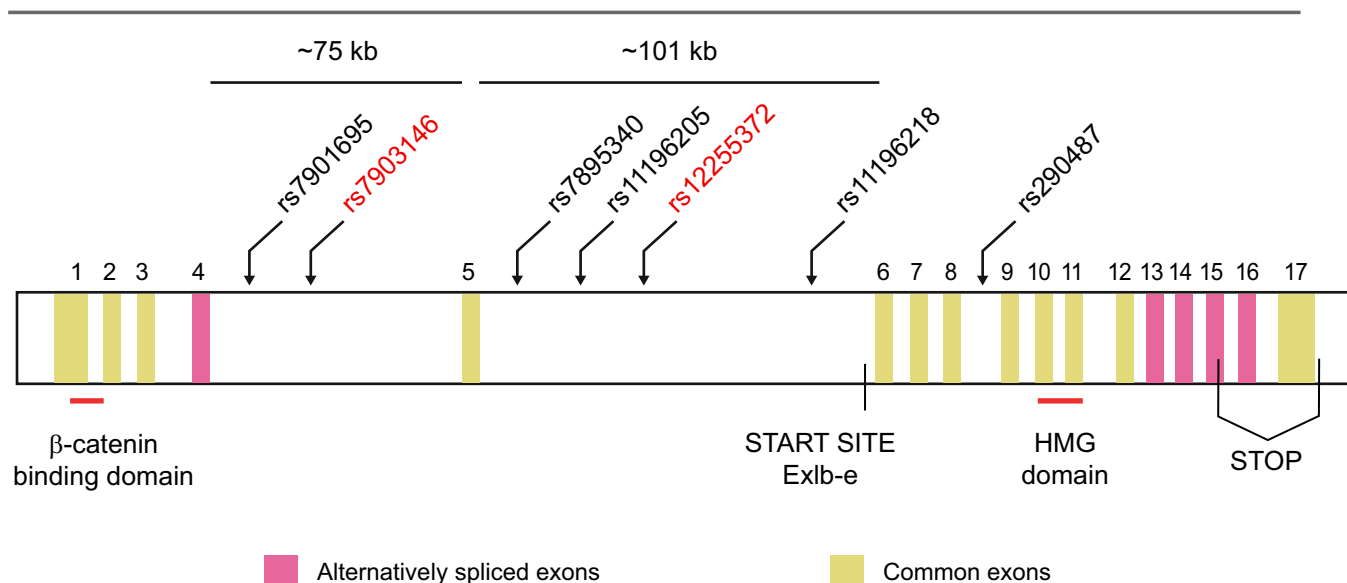 ~75 kb
~101 kb
rs7901695
rs7903146
rs7895340
rs11196205
rs12255372
rs11196218
rs290487
1 2 3 4 5 6 7 8 9 10 11 12 13 14 15 16 17
β-catenin
binding domain
START SITE
Exlb-e
HMG
domain
STOP
Alternatively spliced exons
Common exons